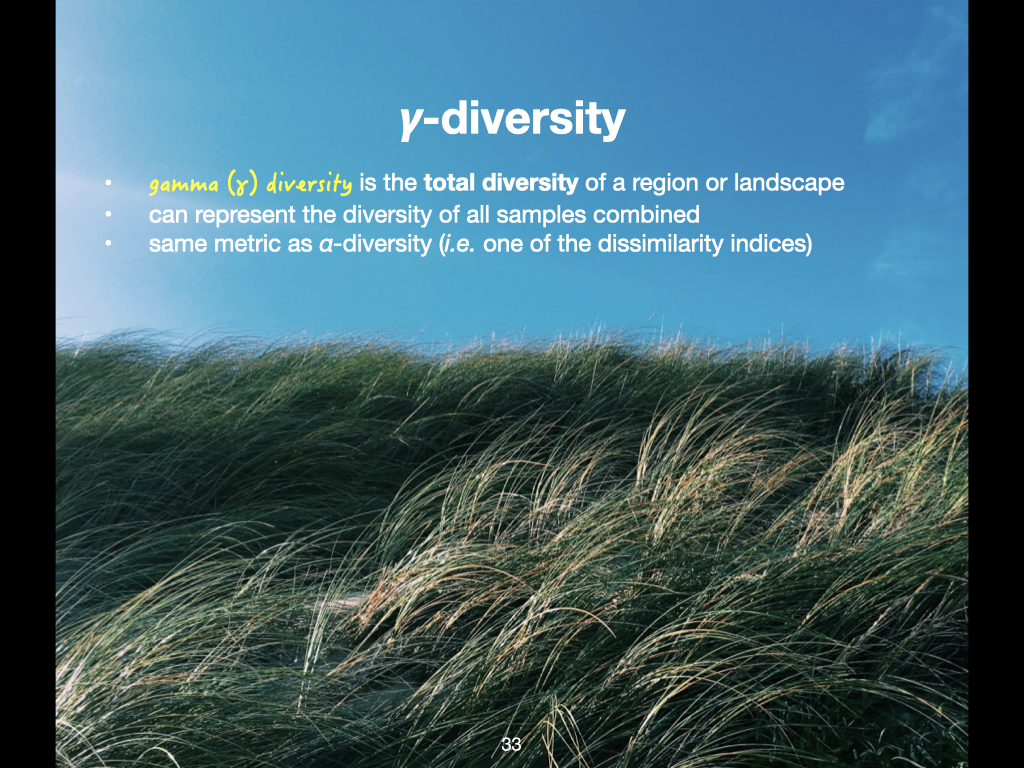 γ-diversity
• gamma (γ) diversity is the total diversity of a region or landscape
• can represent the diversity of all samples combined
• same metric as α-diversity (i.e. one of the dissimilarity indices)
33